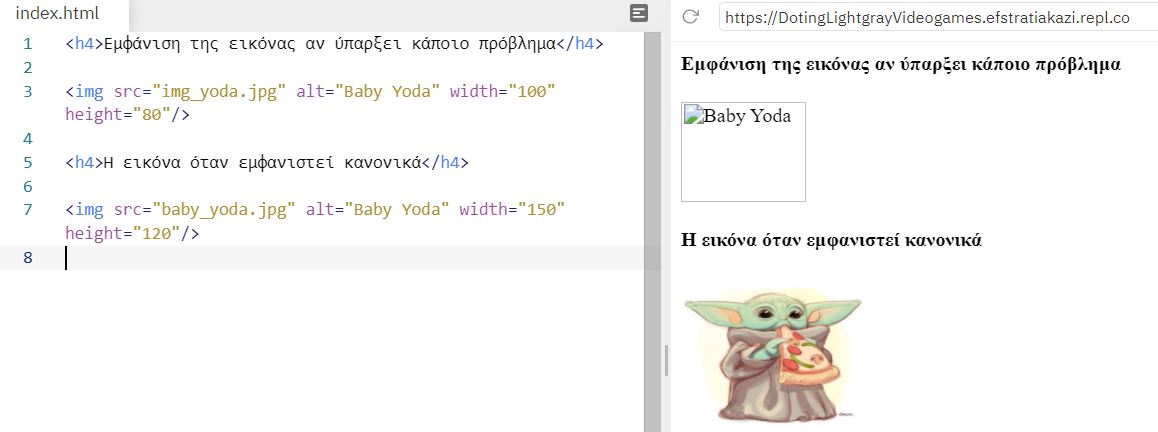 index.html
https://DotingLightgrayVideogames.efstratiakazi.repl.co
1 <h4>Εμφάνιση της εικόνας αν ύπαρξει κάποιο πρόβλημα</h4>
2
3 <img src="img_yoda.jpg" alt="Baby Yoda" width="100"
height="80"/>
4
5 <h4>Η εικόνα όταν εμφανιστεί κανονικά</h4>
6
7 <img src="baby_yoda.jpg" alt="Baby Yoda" width="150"
height="120"/>
8
Εμφάνιση της εικόνας αν ύπαρξει κάποιο πρόβλημα
Baby Yoda
Η εικόνα όταν εμφανιστεί κανονικά